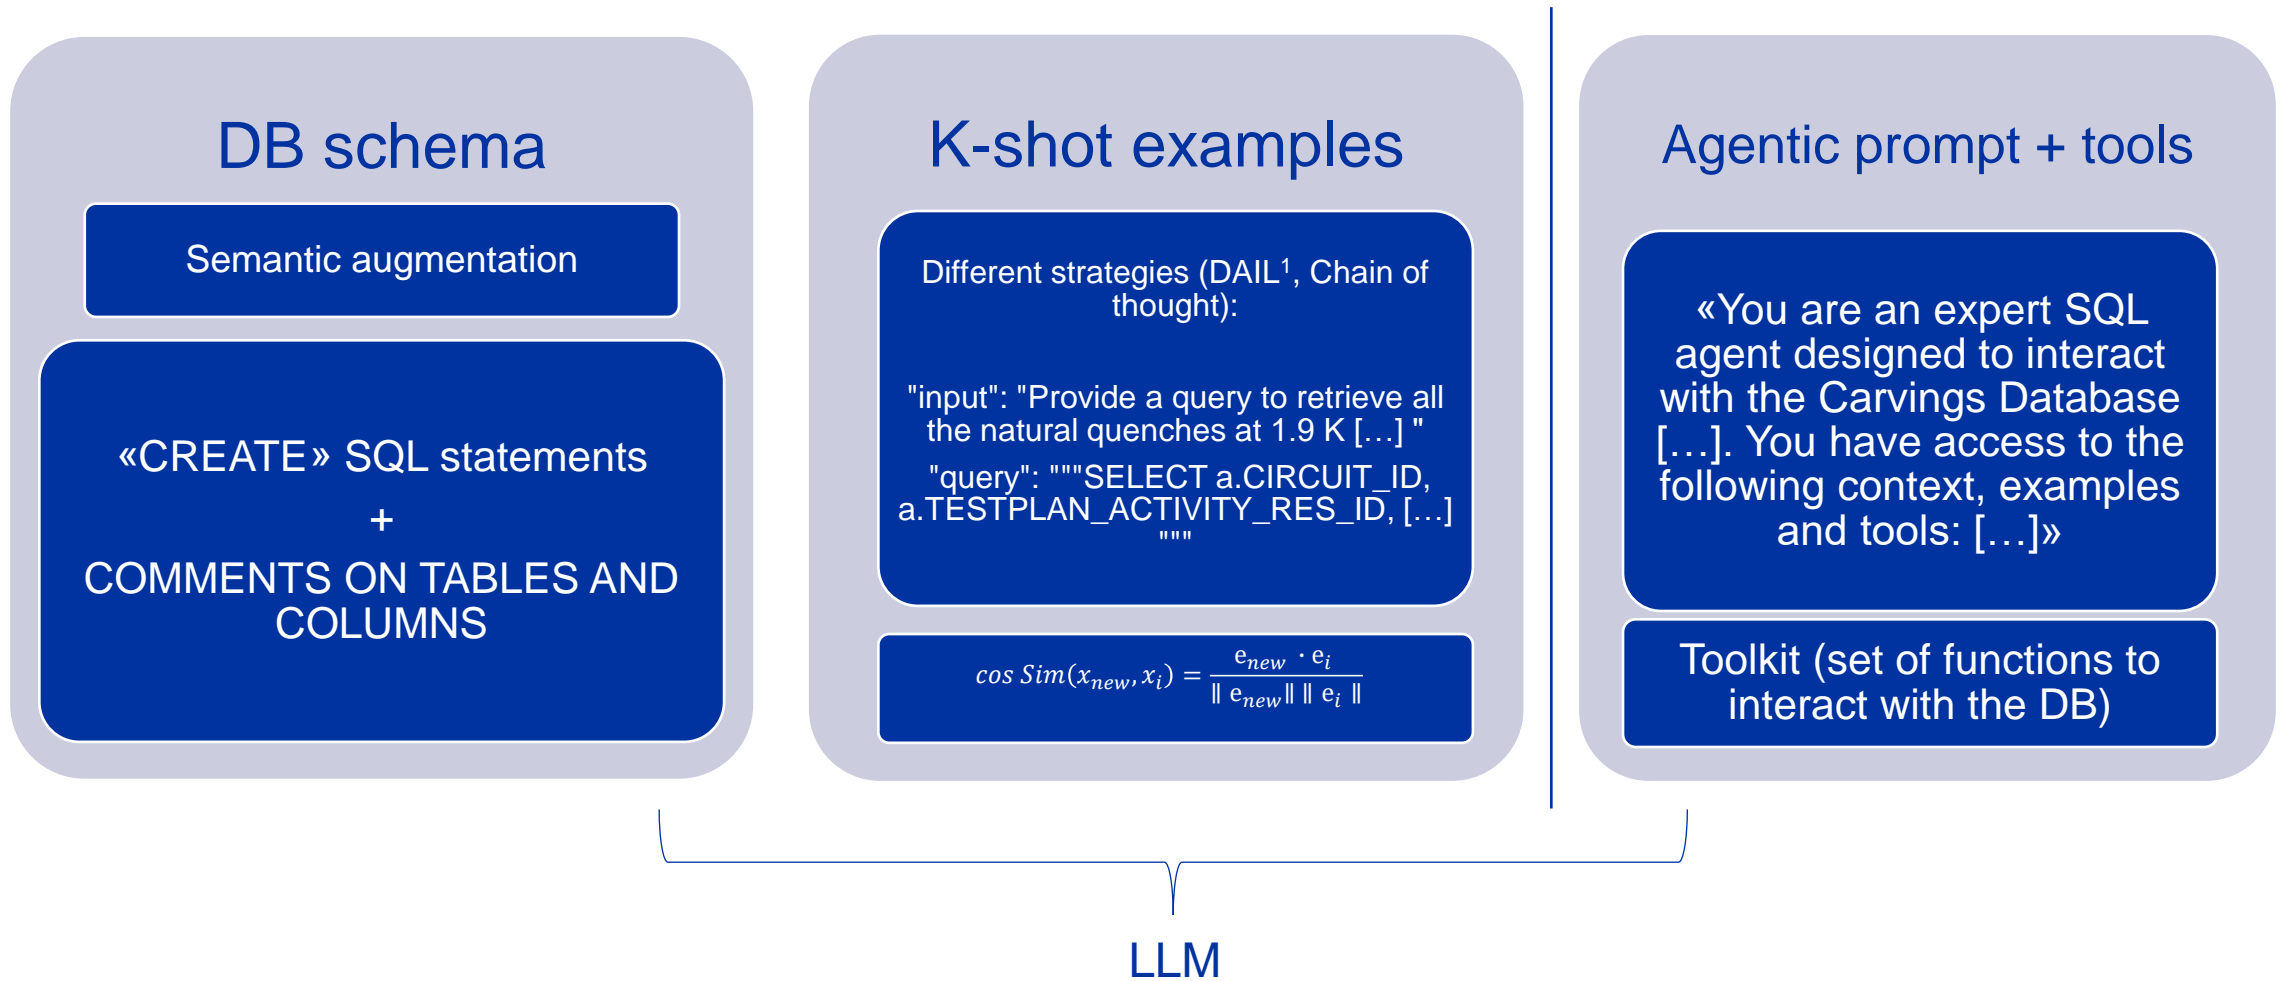 DB schema
Semantic augmentation
«CREATE» SQL statements
+
COMMENTS ON TABLES AND
COLUMNS
K-shot examples
Different strategies (DAIL¹, Chain of
thought):
"input": "Provide a query to retrieve all
the natural quenches at 1.9 K […] "
"query": """SELECT a.CIRCUIT_ID,
a.TESTPLAN_ACTIVITY_RES_ID, […]
"""
cos Sim(x_new, x_i) = (e_new · e_i) / (‖ e_new ‖ ‖ e_i ‖)
Agentic prompt + tools
«You are an expert SQL
agent designed to interact
with the Carvings Database
[…]. You have access to the
following context, examples
and tools: […]»
Toolkit (set of functions to
interact with the DB)
LLM